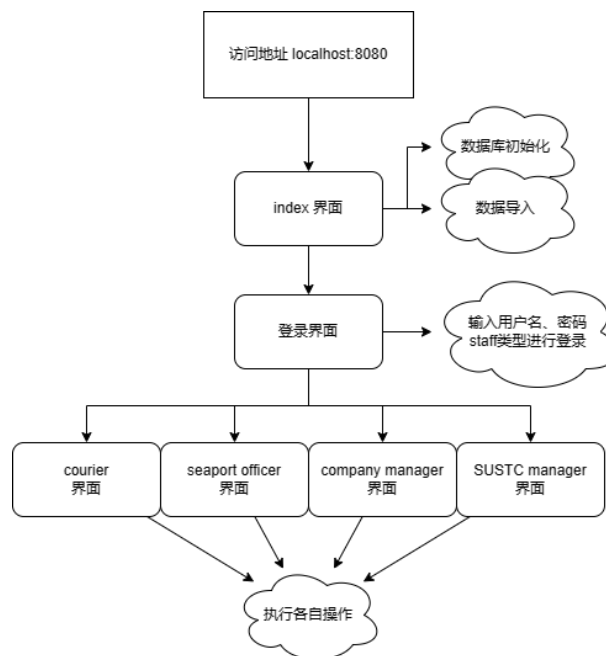 访问地址 localhost:8080
数据库初始化
index 界面
数据导入
登录界面
输入用户名、密码
staff类型进行登录
courier
界面
seaport officer
界面
company manager
界面
SUSTC manager
界面
执行各自操作